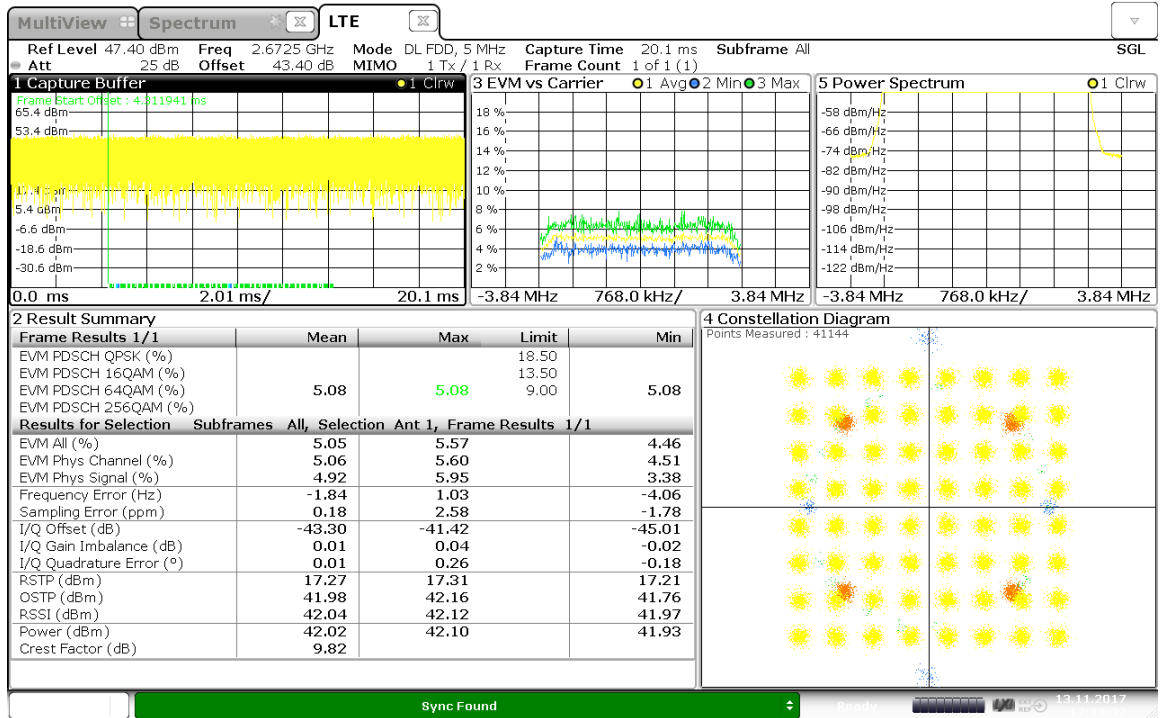 MultiView Spectrum LTE
Ref Level 47.40 dBm Freq 2.6725 GHz Mode DL FDD, 5 MHz Capture Time 20.1 ms Subframe All SGL
Att 25 dB Offset 43.40 dB MIMO 1 Tx / 1 Rx Frame Count 1 of 1 (1)
1 Capture Buffer 1 Clrw
Frame Start Offset : 4.311941 ms
65.4 dBm
53.4 dBm
5.4 dBm
-6.6 dBm
-18.6 dBm
-30.6 dBm
0.0 ms 2.01 ms/ 20.1 ms
3 EVM vs Carrier 1 Avg 2 Min 3 Max
18 %
16 %
14 %
12 %
10 %
8 %
6 %
4 %
2 %
-3.84 MHz 768.0 kHz/ 3.84 MHz
5 Power Spectrum 1 Clrw
-58 dBm/Hz
-66 dBm/Hz
-74 dBm/Hz
-82 dBm/Hz
-90 dBm/Hz
-98 dBm/Hz
-106 dBm/Hz
-114 dBm/Hz
-122 dBm/Hz
-3.84 MHz 768.0 kHz/ 3.84 MHz
2 Result Summary
Frame Results 1/1 Mean Max Limit Min
EVM PDSCH QPSK (%) 18.50
EVM PDSCH 16QAM (%) 13.50
EVM PDSCH 64QAM (%) 5.08 5.08 9.00 5.08
EVM PDSCH 256QAM (%)
Results for Selection Subframes All, Selection Ant 1, Frame Results 1/1
EVM All (%) 5.05 5.57 4.46
EVM Phys Channel (%) 5.06 5.60 4.51
EVM Phys Signal (%) 4.92 5.95 3.38
Frequency Error (Hz) -1.84 1.03 -4.06
Sampling Error (ppm) 0.18 2.58 -1.78
I/Q Offset (dB) -43.30 -41.42 -45.01
I/Q Gain Imbalance (dB) 0.01 0.04 -0.02
I/Q Quadrature Error (°) 0.01 0.26 -0.18
RSTP (dBm) 17.27 17.31 17.21
OSTP (dBm) 41.98 42.16 41.76
RSSI (dBm) 42.04 42.12 41.97
Power (dBm) 42.02 42.10 41.93
Crest Factor (dB) 9.82
4 Constellation Diagram
Points Measured : 41144
Sync Found
Ready
LXI
13.11.2017